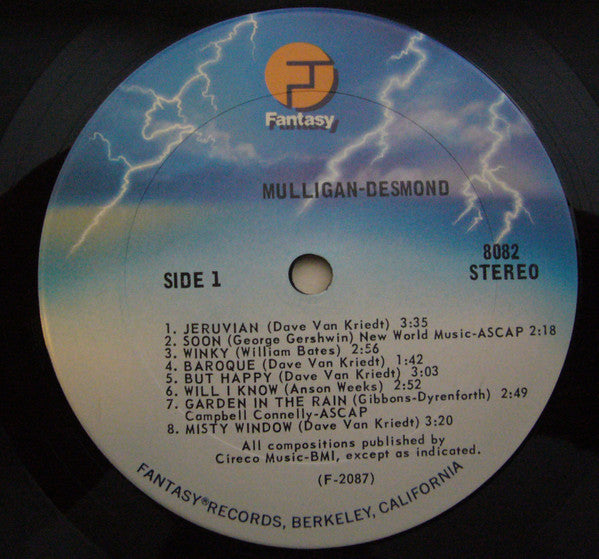 Fantasy
MULLIGAN-DESMOND
SIDE 1
8082
STEREO
1. JERUVIAN (Dave Van Kriedt) 3:35
2. SOON (George Gershwin) New World Music-ASCAP 2:18
3. WINKY (William Bates) 2:56
4. BAROQUE (Dave Van Kriedt) 1:42
5. BUT HAPPY (Dave Van Kriedt) 3:03
6. WILL I KNOW (Anson Weeks) 2:52
7. GARDEN IN THE RAIN (Gibbons-Dyrenforth) 2:49
Campbell Connelly-ASCAP
8. MISTY WINDOW (Dave Van Kriedt) 3:20
All compositions published by
Cireco Music-BMI, except as indicated.
(F-2087)
FANTASY® RECORDS, BERKELEY, CALIFORNIA